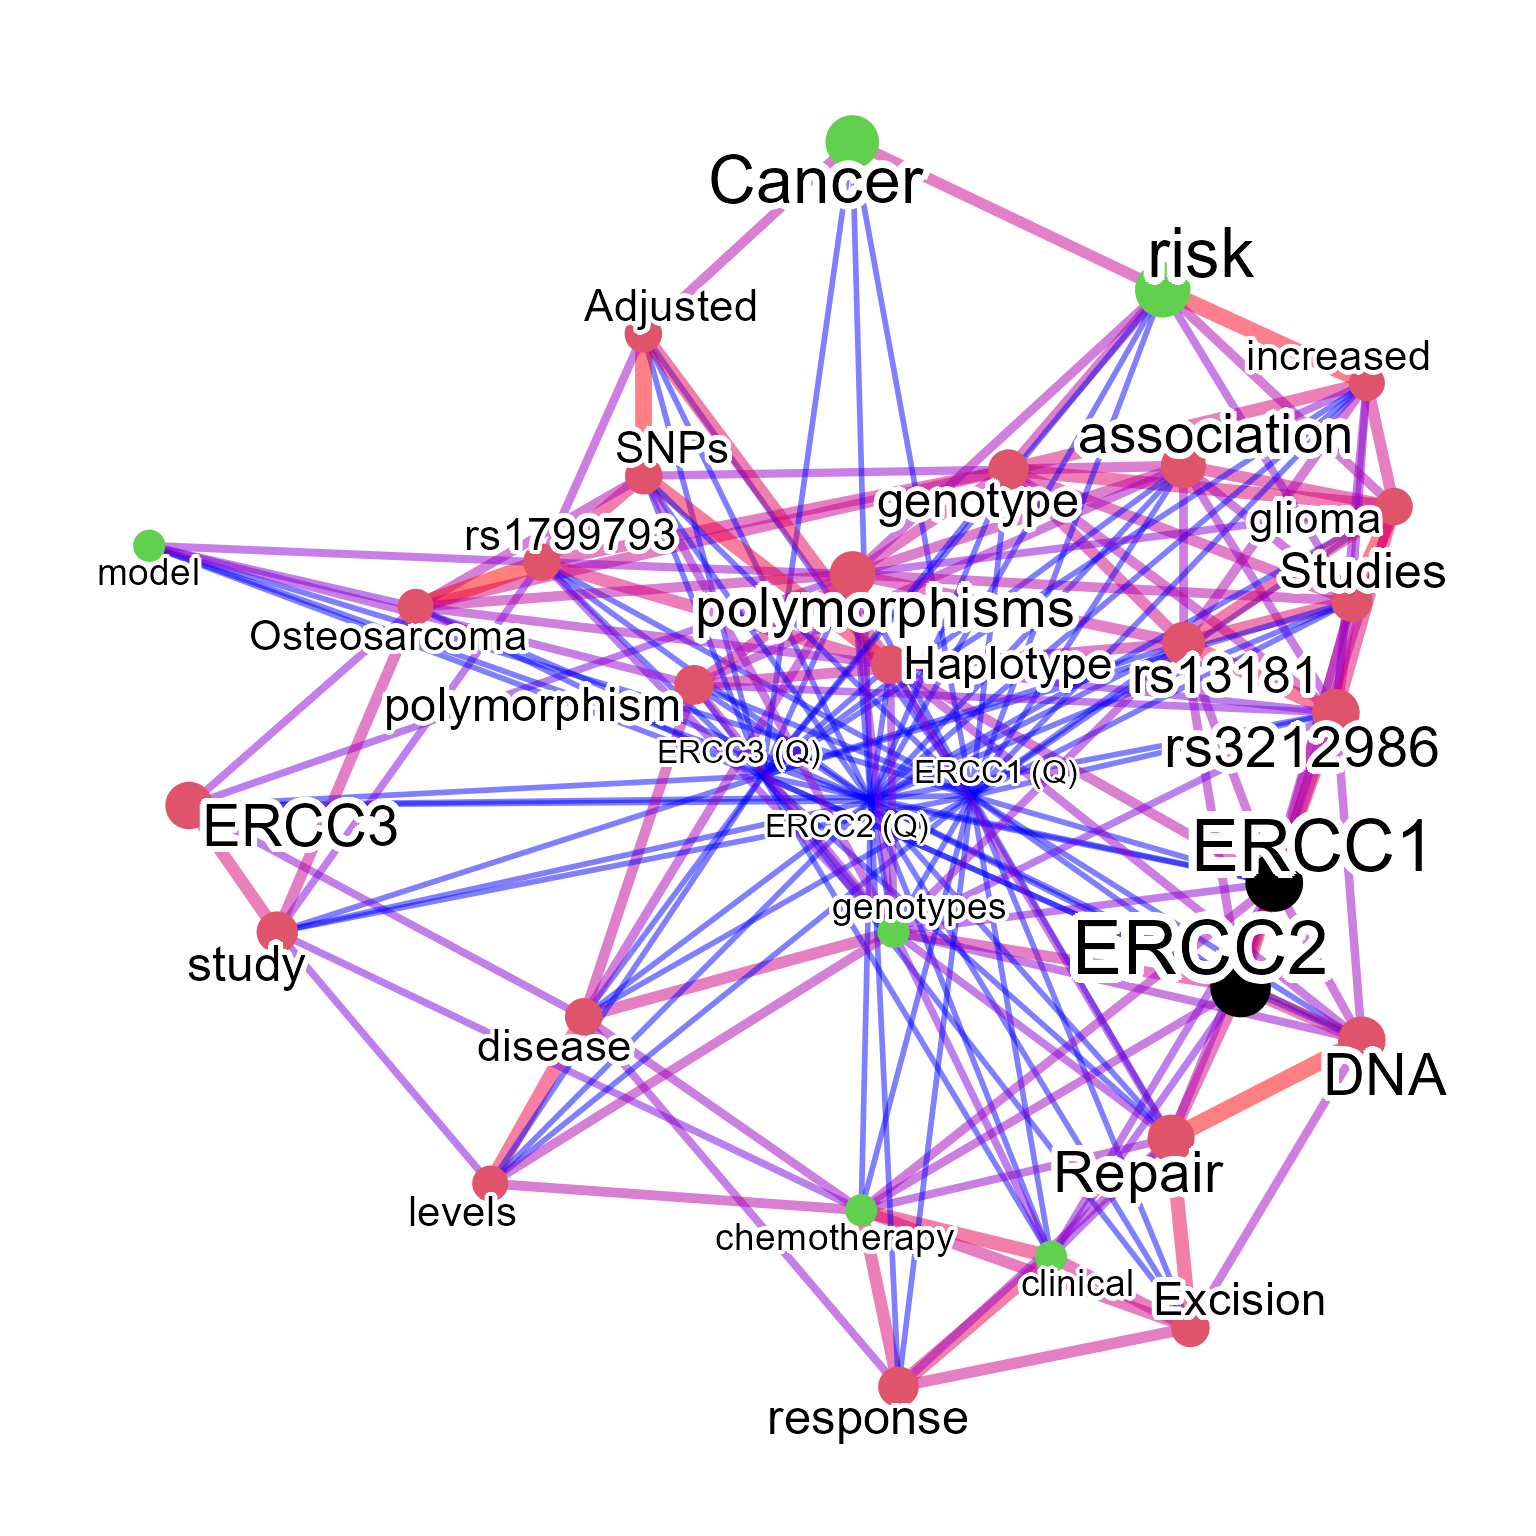 Cancer
risk
Adjusted
increased
SNPs
association
genotype
rs1799793
glioma
model
Studies
polymorphisms
Osteosarcoma
Haplotype
rs13181
polymorphism
ERCC3 (Q)
rs3212986
ERCC1 (Q)
ERCC3
ERCC2 (Q)
ERCC1
genotypes
ERCC2
study
disease
DNA
Repair
levels
chemotherapy
clinical
Excision
response